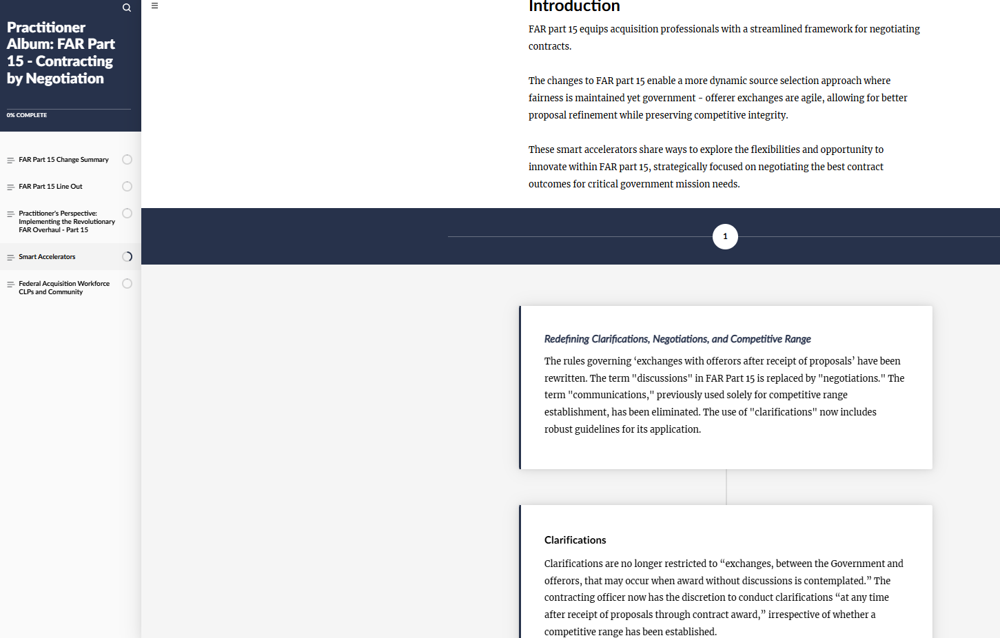 Practitioner
Album: FAR Part
15 - Contracting
by Negotiation
0% COMPLETE
FAR Part 15 Change Summary
FAR Part 15 Line Out
Practitioner's Perspective:
Implementing the Revolutionary
FAR Overhaul - Part 15
Smart Accelerators
Federal Acquisition Workforce
CLPs and Community
Introduction
FAR part 15 equips acquisition professionals with a streamlined framework for negotiating
contracts.
The changes to FAR part 15 enable a more dynamic source selection approach where
fairness is maintained yet government - offerer exchanges are agile, allowing for better
proposal refinement while preserving competitive integrity.
These smart accelerators share ways to explore the flexibilities and opportunity to
innovate within FAR part 15, strategically focused on negotiating the best contract
outcomes for critical government mission needs.
1
Redefining Clarifications, Negotiations, and Competitive Range
The rules governing ‘exchanges with offerors after receipt of proposals’ have been
rewritten. The term "discussions" in FAR Part 15 is replaced by "negotiations." The
term "communications," previously used solely for competitive range
establishment, has been eliminated. The use of "clarifications" now includes
robust guidelines for its application.
Clarifications
Clarifications are no longer restricted to “exchanges, between the Government and
offerors, that may occur when award without discussions is contemplated.” The
contracting officer now has the discretion to conduct clarifications “at any time
after receipt of proposals through contract award,” irrespective of whether a
competitive range has been established.